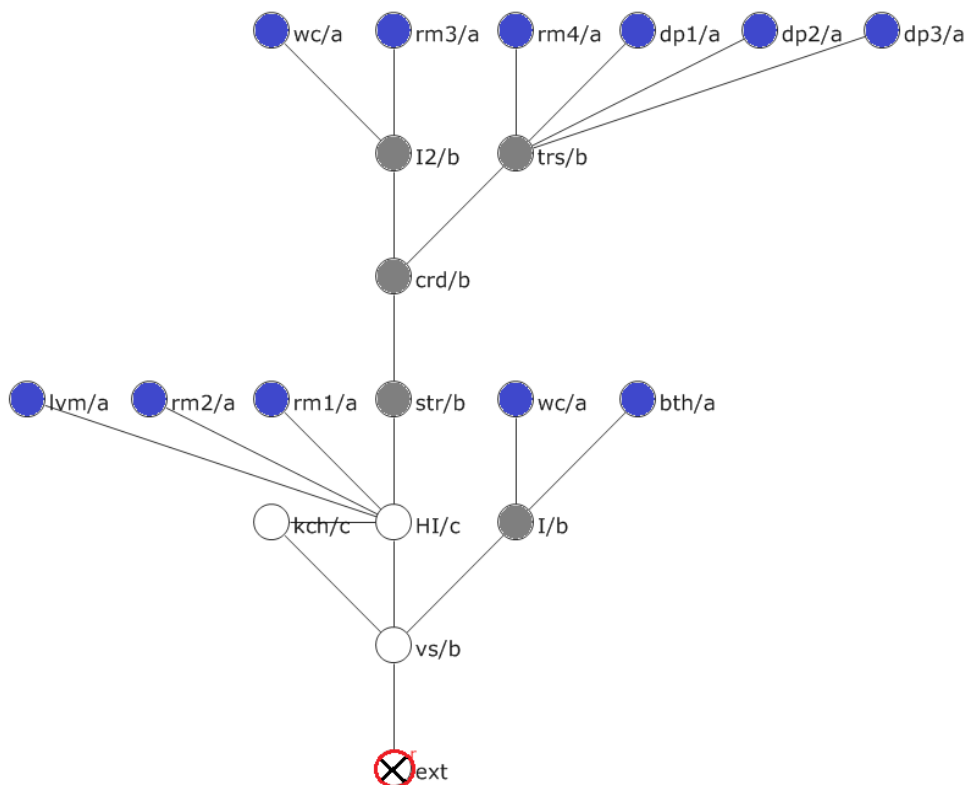 wc/a rm3/a rm4/a dp1/a dp2/a dp3/a
I2/b trs/b
crd/b
lvm/a rm2/a rm1/a str/b wc/a bth/a
kch/c HI/c I/b
vs/b
r
ext